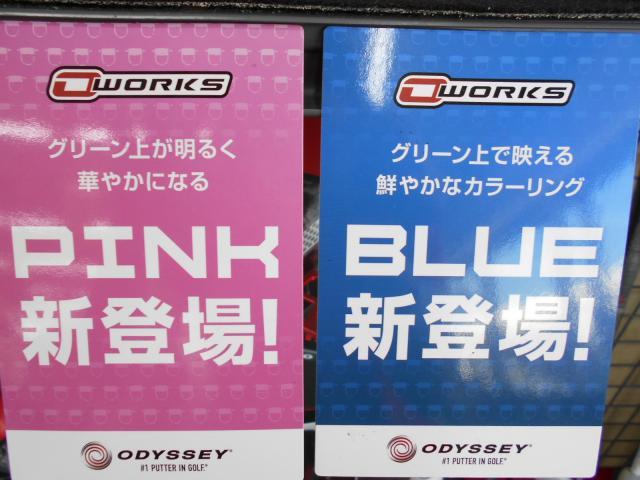 O WORKS
グリーン上が明るく
華やかになる
PINK
新登場!
ODYSSEY
#1 PUTTER IN GOLF.®
O WORKS
グリーン上で映える
鮮やかなカラーリング
BLUE
新登場!
ODYSSEY
#1 PUTTER IN GOLF.®